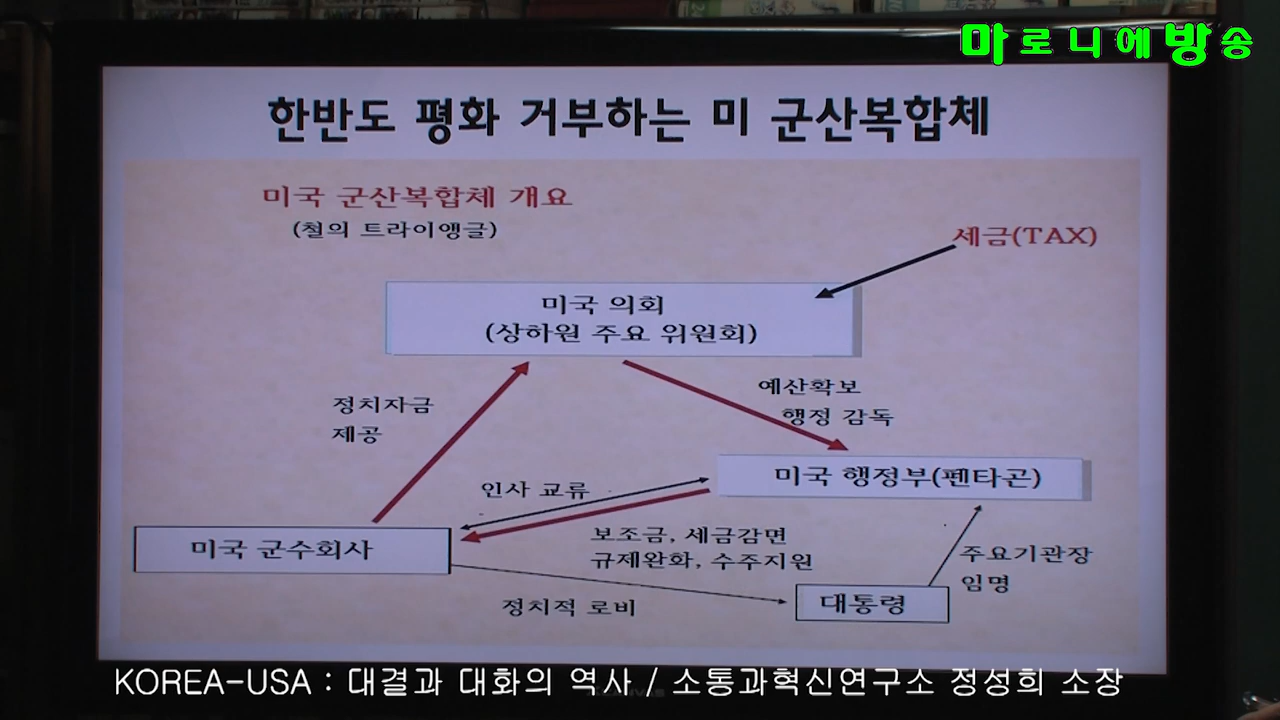 마로니에방송
한반도 평화 거부하는 미 군산복합체
미국 군산복합체 개요
(철의 트라이앵글)
세금(TAX)
미국 의회
(상하원 주요 위원회)
정치자금
제공
예산확보
행정 감독
미국 행정부(펜타곤)
인사 교류
보조금, 세금감면
규제완화, 수주지원
미국 군수회사
주요기관장
임명
정치적 로비
대통령
KOREA-USA : 대결과 대화의 역사 / 소통과혁신연구소 정성희 소장